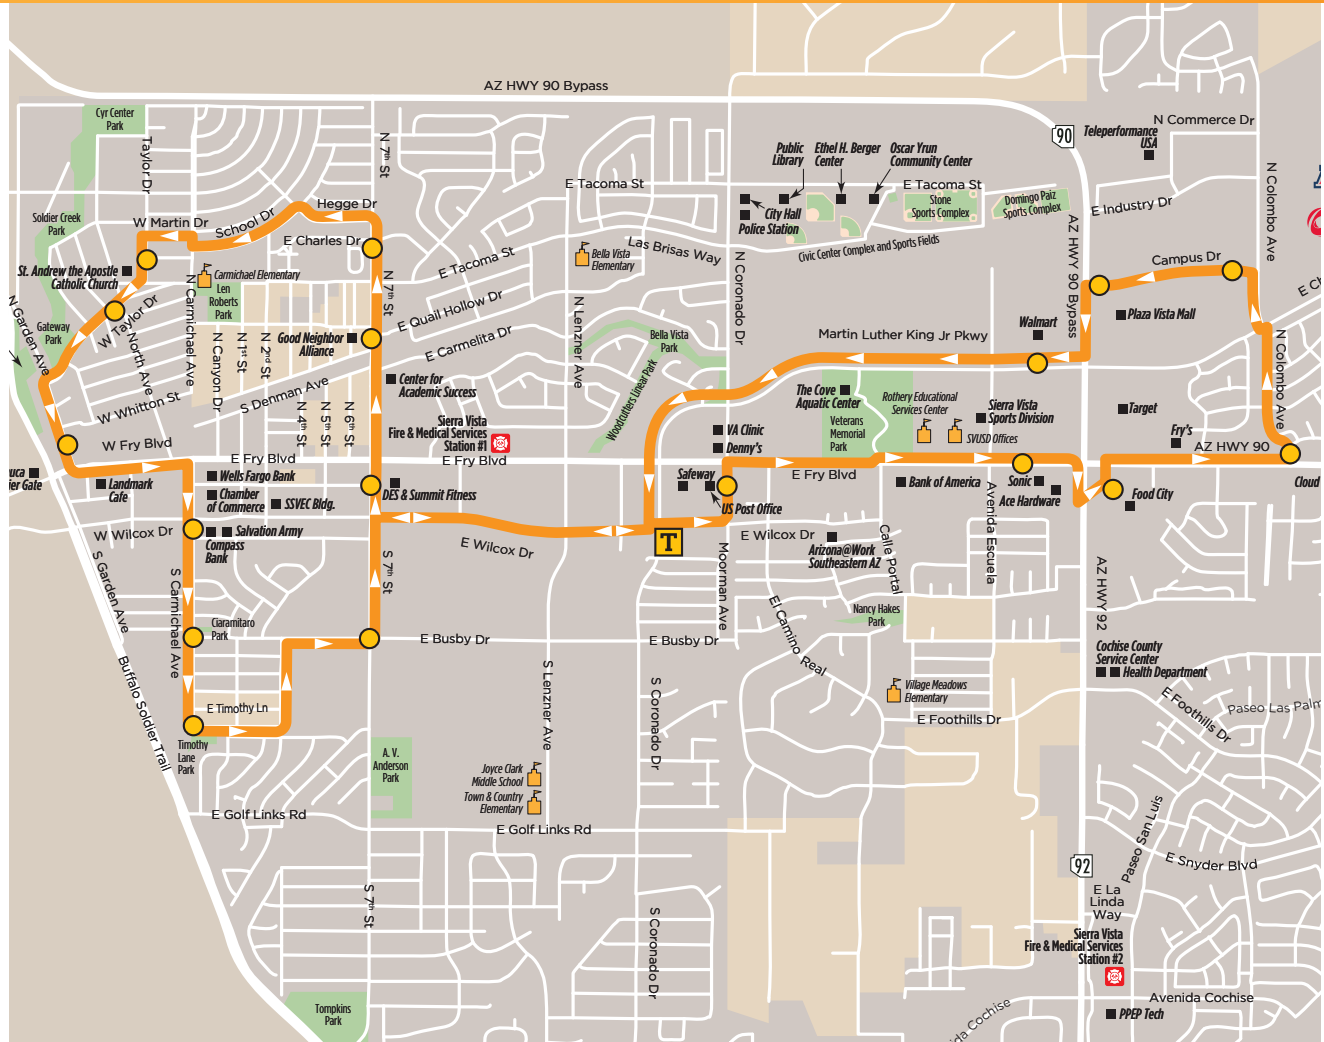 AZ HWY 90 Bypass
Cyr Center
Park
Taylor Dr
N 7th St
90
N Commerce Dr
Teleperformance
USA
Public
Library
Ethel H. Berger
Center
Oscar Yrun
Community Center
E Tacoma St
E Tacoma St
Stone
Sports Complex
Domingo Paiz
Sports Complex
N Colombo Ave
E Industry Dr
AZ HWY 90 Bypass
City Hall
Police Station
Civic Center Complex and Sports Fields
Hegge Dr
School Dr
W Martin Dr
E Charles Dr
Soldier Creek
Park
St. Andrew the Apostle
Catholic Church
Carmichael Elementary
Len
Roberts
Park
N Carmichael Ave
N 7th St
E Tacoma St
Bella Vista
Elementary
Las Brisas Way
N Coronado Dr
Campus Dr
Plaza Vista Mall
N Garden Ave
Gateway
Park
W Taylor Dr
North Ave
N Canyon Dr
N 1st St
N 2nd St
Good Neighbor
Alliance
E Quail Hollow Dr
E Carmelita Dr
N Lenzner Ave
Bella Vista
Park
Woodcutters Linear Park
Martin Luther King Jr Pkwy
Walmart
N Colombo Ave
W Whitton St
S Denman Ave
N 4th St
N 5th St
N 6th St
Center for
Academic Success
The Cove
Aquatic Center
Veterans
Memorial
Park
Rothery Educational
Services Center
SVUSD Offices
Sierra Vista
Sports Division
Target
Fry's
AZ HWY 90
Sierra Vista
Fire & Medical Services
Station #1
VA Clinic
Denny's
W Fry Blvd
E Fry Blvd
E Fry Blvd
E Fry Blvd
uca
ier Gate
Landmark
Cafe
Wells Fargo Bank
Chamber
of Commerce
SSVEC Bldg.
DES & Summit Fitness
Safeway
US Post Office
Bank of America
Sonic
Ace Hardware
Food City
Cloud
W Wilcox Dr
Salvation Army
Compass
Bank
E Wilcox Dr
T
E Wilcox Dr
Arizona@Work
Southeastern AZ
Calle Portal
Avenida Escuela
AZ HWY 92
S Garden Ave
S Carmichael Ave
S 7th St
Moorman Ave
El Camino Real
Nancy Hakes
Park
Ciaramitaro
Park
E Busby Dr
E Busby Dr
Buffalo Soldier Trail
S Lenzner Ave
S Coronado Dr
Cochise County
Service Center
Health Department
Village Meadows
Elementary
E Foothills Dr
E Foothills Dr
Paseo Las Palm
E Timothy Ln
Timothy
Lane
Park
A. V.
Anderson
Park
Joyce Clark
Middle School
Town & Country
Elementary
E Golf Links Rd
E Golf Links Rd
Paseo San Luis
E Snyder Blvd
92
S 7th St
S Coronado Dr
E La
Linda
Way
Sierra Vista
Fire & Medical Services
Station #2
Tompkins
Park
Avenida Cochise
PPEP Tech
da Cochise